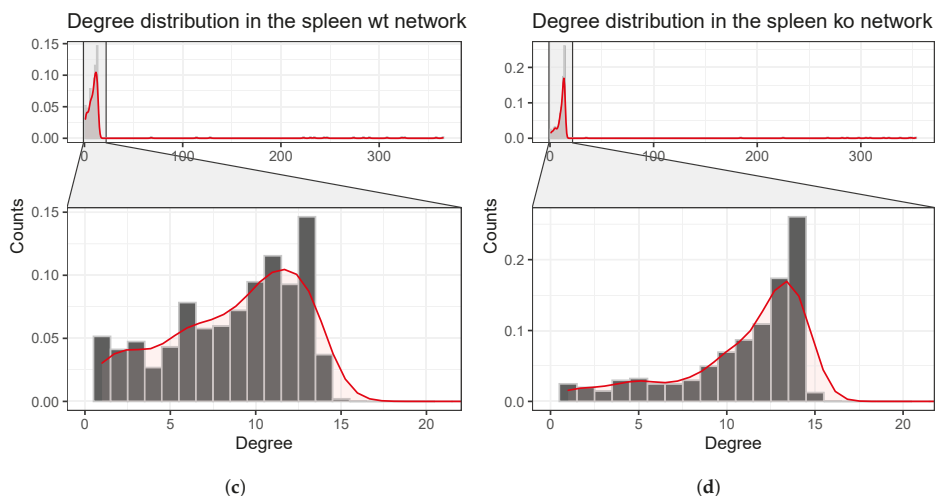 Degree distribution in the spleen wt network
0.15
0.10
0.05
0.00
0 100 200 300
Counts
0.15
0.10
0.05
0.00
0 5 10 15 20
Degree
(c)
Degree distribution in the spleen ko network
0.2
0.1
0.0
0 100 200 300
Counts
0.2
0.1
0.0
0 5 10 15 20
Degree
(d)